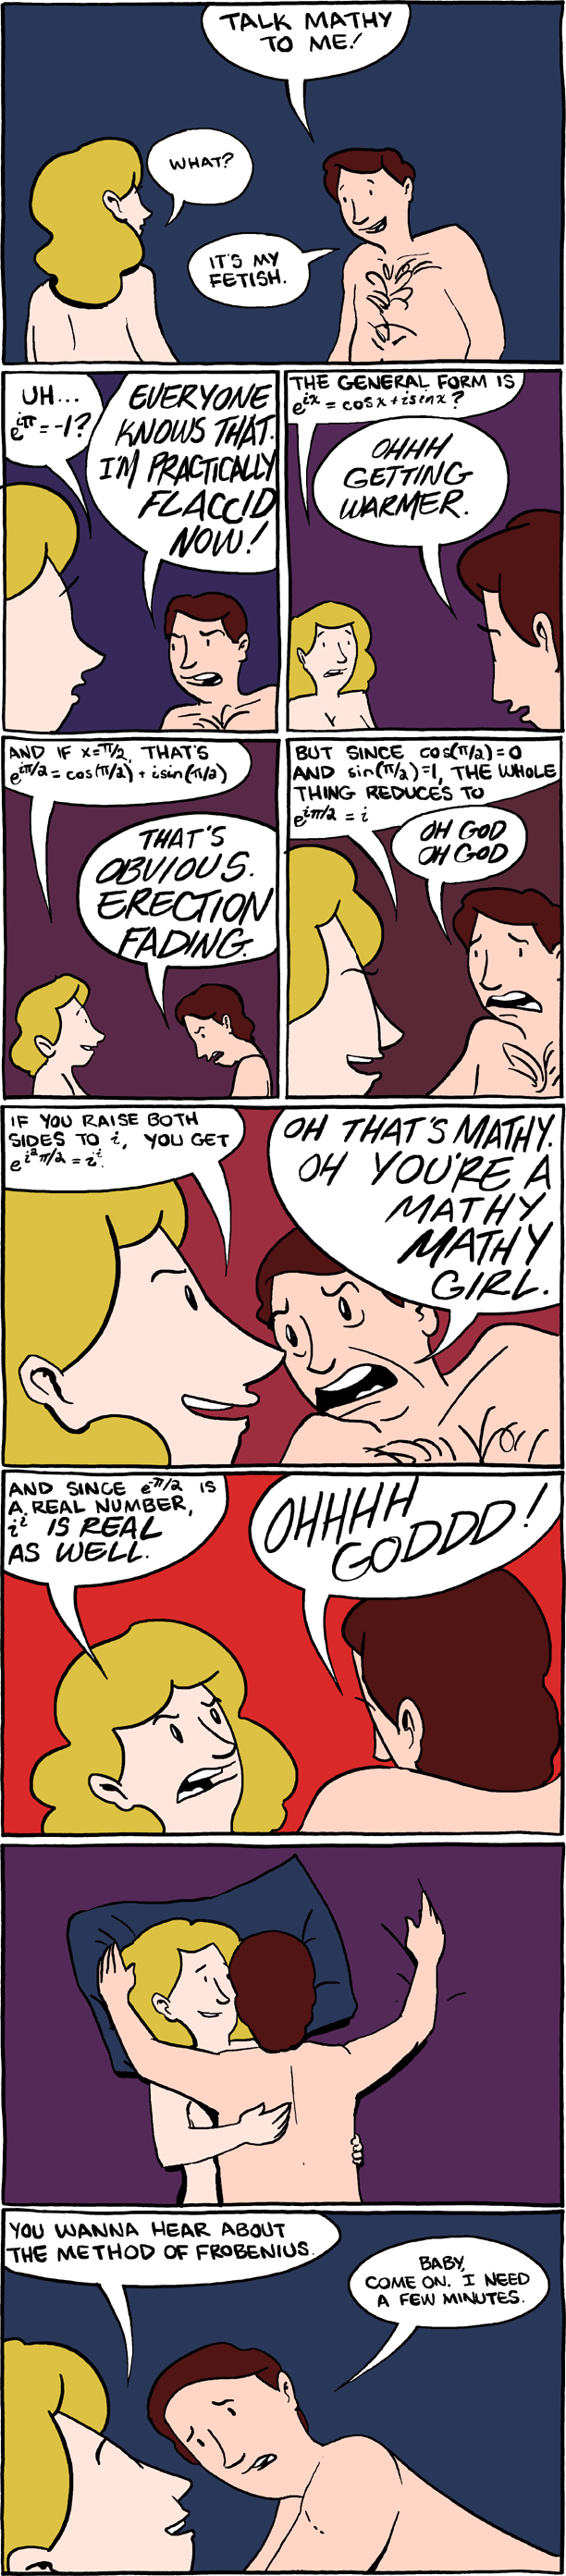 TALK MATHY
TO ME!
WHAT?
IT'S MY
FETISH.
UH...
e^iπ = -1?
EVERYONE
KNOWS THAT.
I'M PRACTICALLY
FLACCID
NOW!
THE GENERAL FORM IS
e^ix = cosx + isinx?
OHHH
GETTING
WARMER.
AND IF x=π/2, THAT'S
e^iπ/2 = cos(π/2) + isin(π/2)
THAT'S
OBVIOUS.
ERECTION
FADING.
BUT SINCE cos(π/2)=0
AND sin(π/2)=1, THE WHOLE
THING REDUCES TO
e^iπ/2 = i
OH GOD
OH GOD
IF YOU RAISE BOTH
SIDES TO i, YOU GET
e^i²π/2 = i^i.
OH THAT'S MATHY.
OH YOU'RE A
MATHY
MATHY
GIRL.
AND SINCE e^-π/2 IS
A REAL NUMBER,
i^i IS REAL
AS WELL.
OHHHH
GODDD!
YOU WANNA HEAR ABOUT
THE METHOD OF FROBENIUS.
BABY,
COME ON. I NEED
A FEW MINUTES.